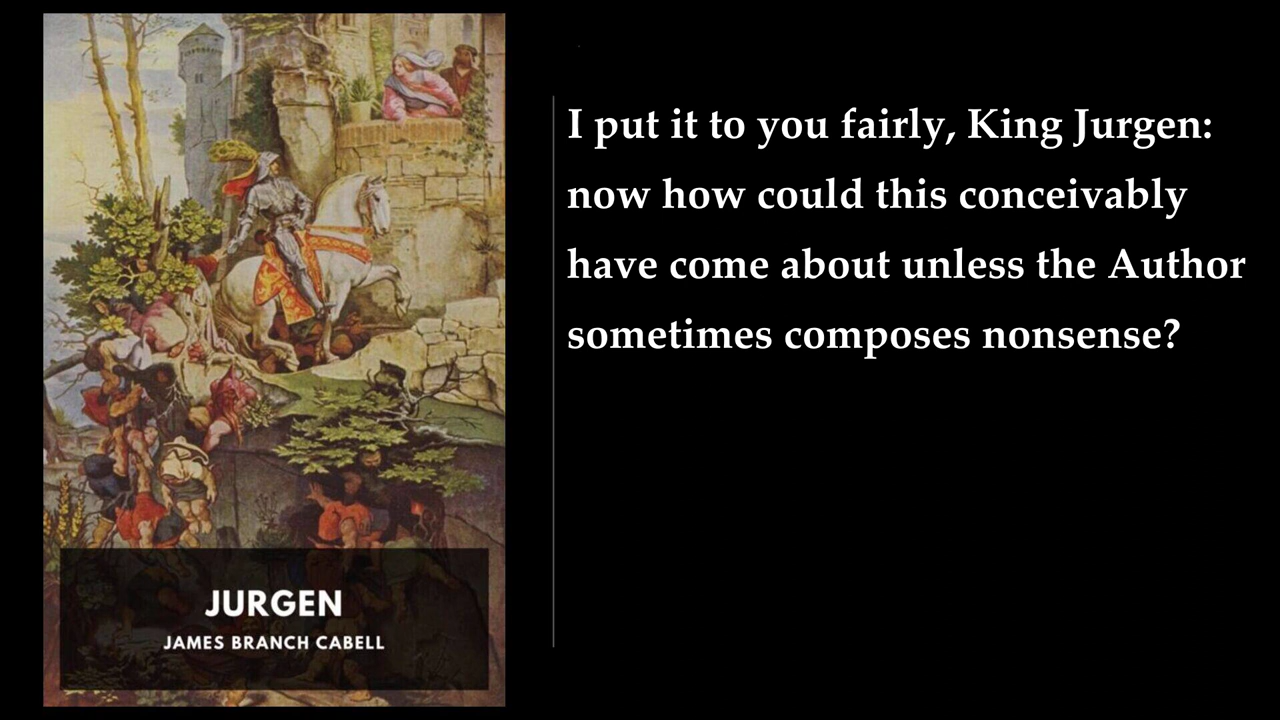 JURGEN
JAMES BRANCH CABELL
I put it to you fairly, King Jurgen:
now how could this conceivably
have come about unless the Author
sometimes composes nonsense?